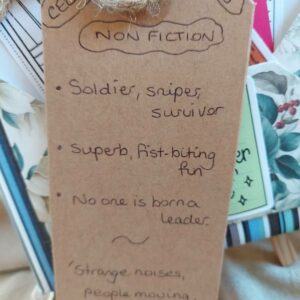 NON FICTION
• Soldier, sniper,
survivor
• Superb, fist-biting
fun
• No one is born a
leader
~
'Strange noises,
people moving